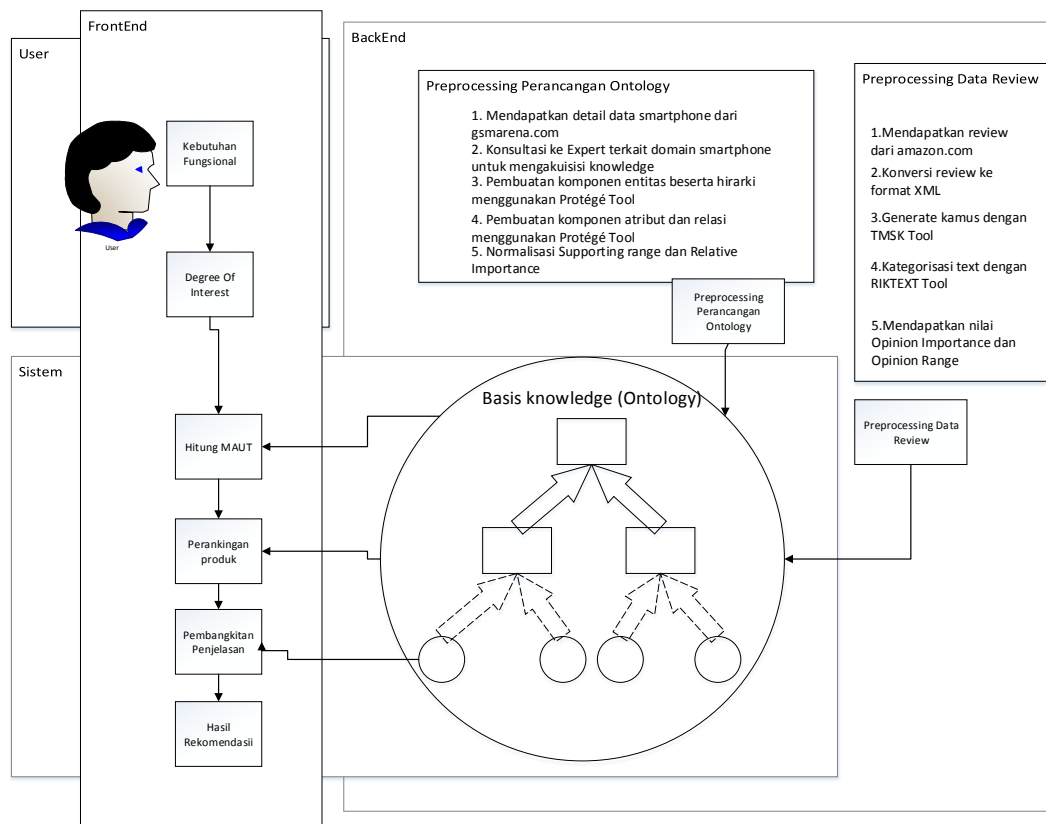 FrontEnd
User
BackEnd
User
Kebutuhan
Fungsional
Degree Of
Interest
Preprocessing Perancangan Ontology
1. Mendapatkan detail data smartphone dari
gsmarena.com
2. Konsultasi ke Expert terkait domain smartphone
untuk mengakuisisi knowledge
3. Pembuatan komponen entitas beserta hirarki
menggunakan Protégé Tool
4. Pembuatan komponen atribut dan relasi
menggunakan Protégé Tool
5. Normalisasi Supporting range dan Relative
Importance
Preprocessing Data Review
1.Mendapatkan review
dari amazon.com
2.Konversi review ke
format XML
3.Generate kamus dengan
TMSK Tool
4.Kategorisasi text dengan
RIKTEXT Tool
5.Mendapatkan nilai
Opinion Importance dan
Opinion Range
Preprocessing
Perancangan
Ontology
Sistem
Basis knowledge (Ontology)
Preprocessing Data
Review
Hitung MAUT
Perankingan
produk
Pembangkitan
Penjelasan
Hasil
Rekomendasii